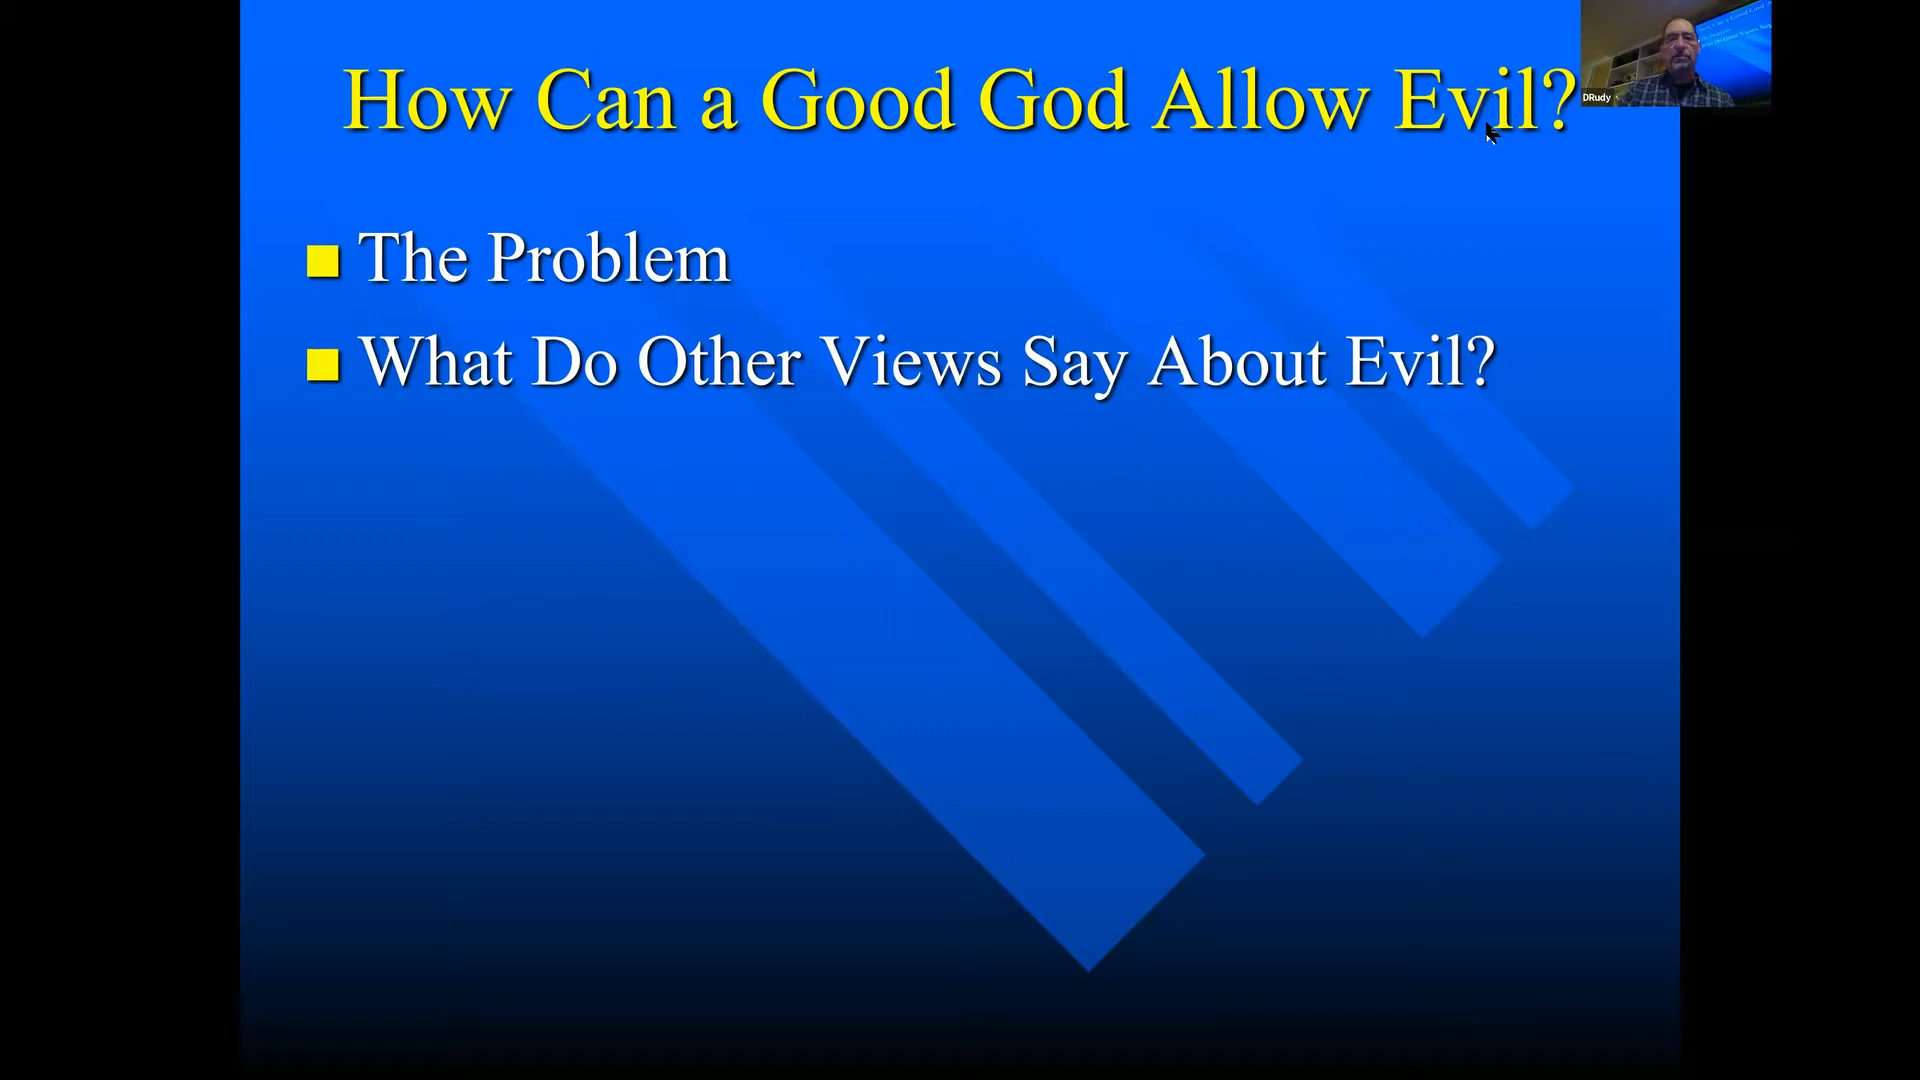 How Can a Good God Allow Evil?
The Problem
What Do Other Views Say About Evil?
DRudy